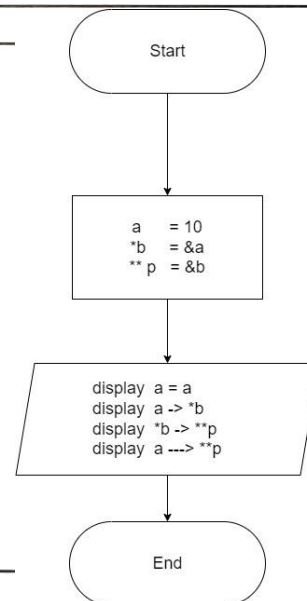 Start
a = 10
*b = &a
** p = &b
display a = a
display a -> *b
display *b -> **p
display a ---> **p
End